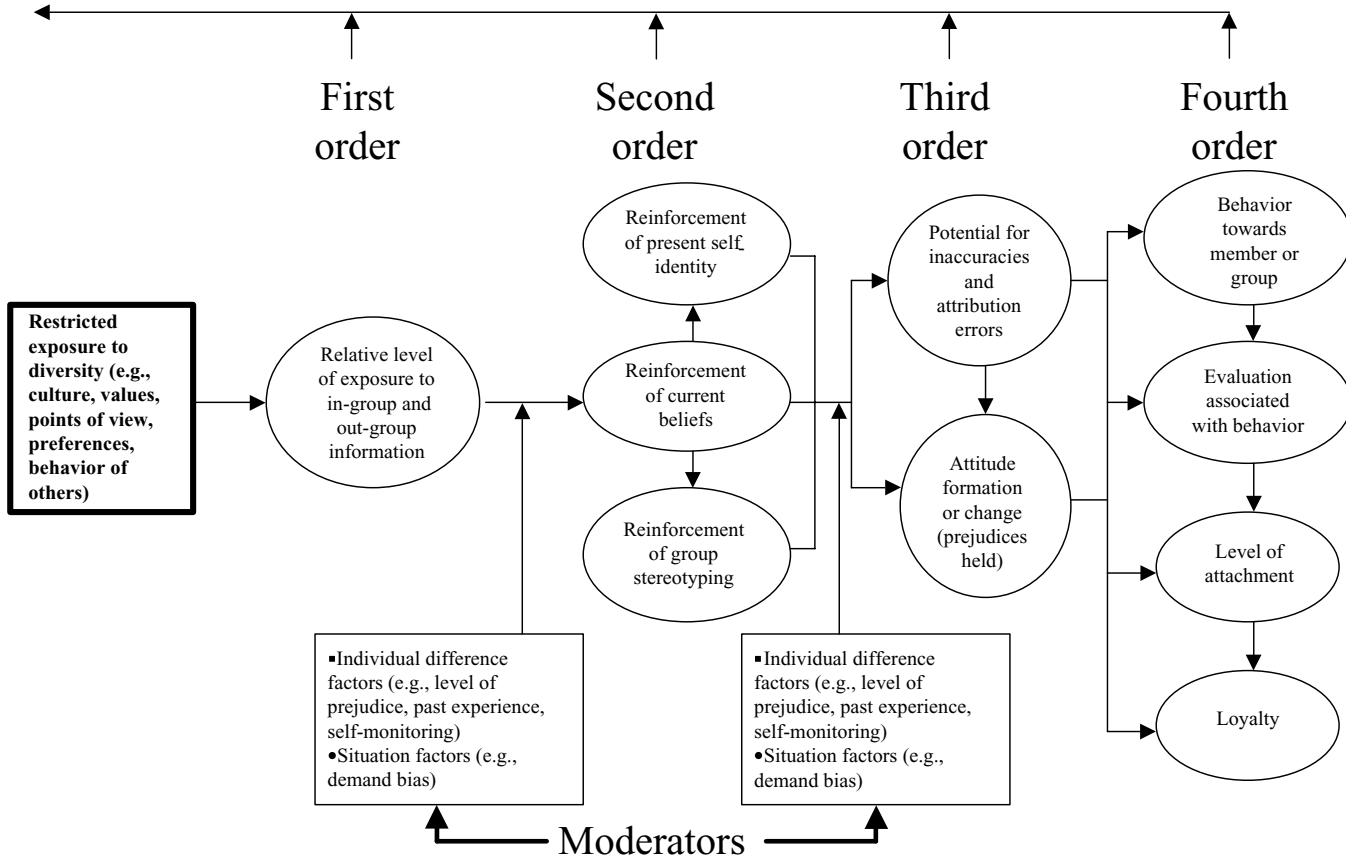 First
order
Second
order
Third
order
Fourth
order
Restricted
exposure to
diversity (e.g.,
culture, values,
points of view,
preferences,
behavior of
others)
Relative level
of exposure to
in-group and
out-group
information
Reinforcement
of present self-
identity
Reinforcement
of current
beliefs
Reinforcement
of group
stereotyping
Potential for
inaccuracies
and
attribution
errors
Attitude
formation
or change
(prejudices
held)
Behavior
towards
member or
group
Evaluation
associated
with behavior
Level of
attachment
Loyalty
▪Individual difference
factors (e.g., level of
prejudice, past experience,
self-monitoring)
•Situation factors (e.g.,
demand bias)
▪Individual difference
factors (e.g., level of
prejudice, past experience,
self-monitoring)
•Situation factors (e.g.,
demand bias)
Moderators